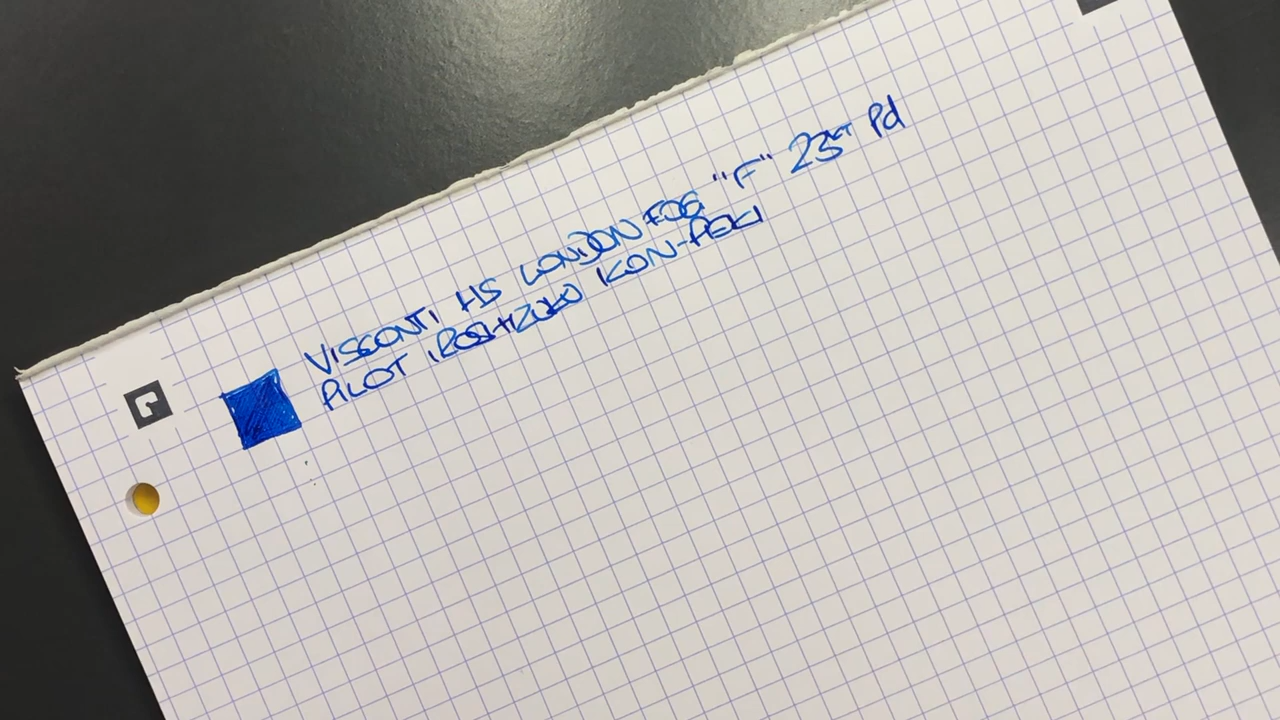 VISCONTI HS LONDON FOG "F" 23KT Pd
PILOT IROSHIZUKU KON-PEKI